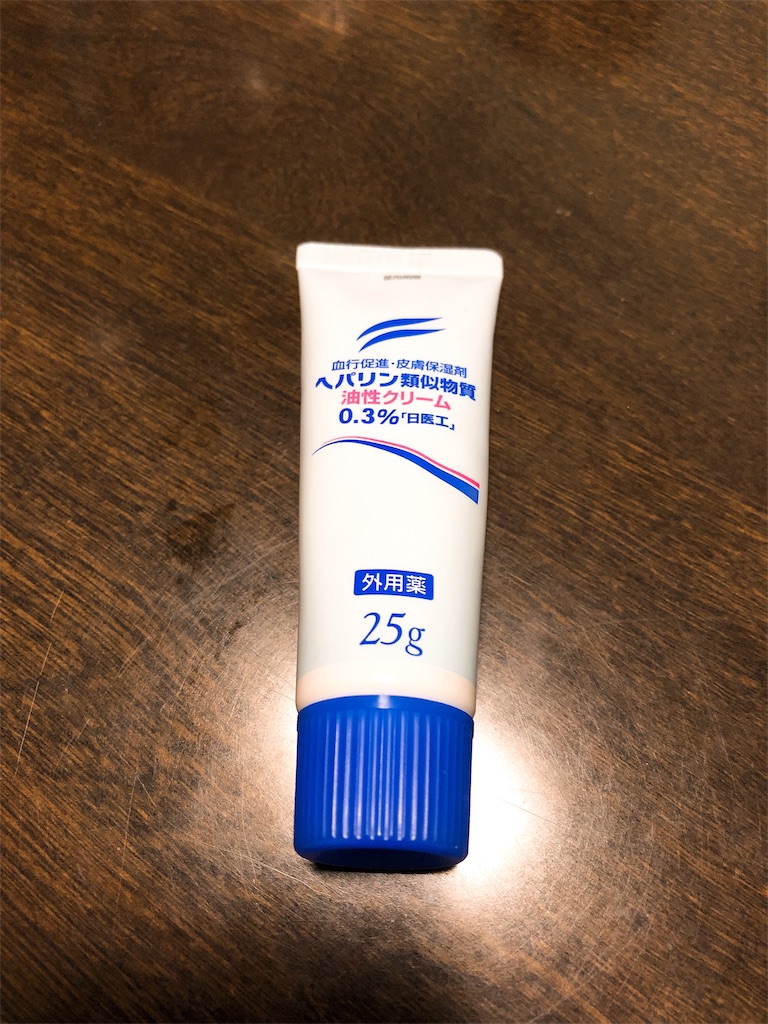 血行促進・皮膚保湿剤
ヘパリン類似物質
油性クリーム
0.3%「日医工」
外用薬
25g